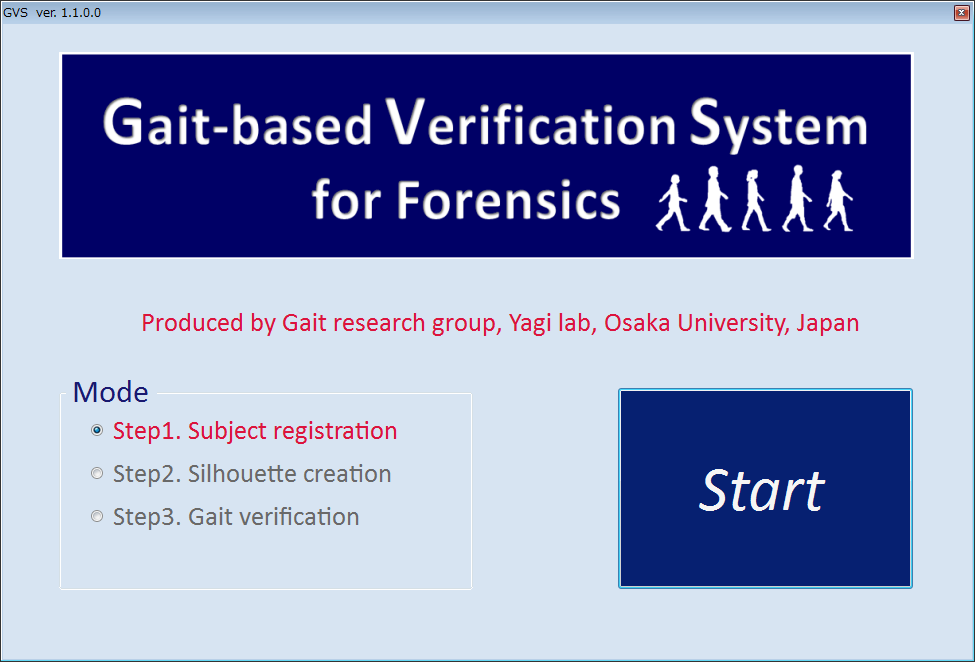 GVS ver. 1.1.0.0
Gait-based Verification System
for Forensics
Produced by Gait research group, Yagi lab, Osaka University, Japan
Mode
Step1. Subject registration
Step2. Silhouette creation
Step3. Gait verification
Start